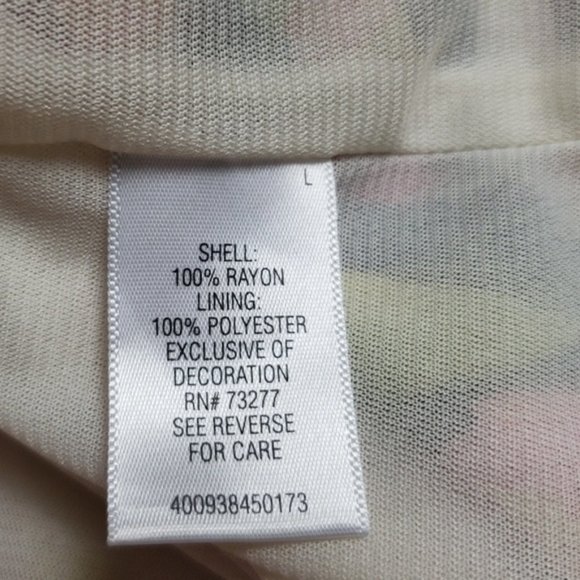 L
SHELL:
100% RAYON
LINING:
100% POLYESTER
EXCLUSIVE OF
DECORATION
RN# 73277
SEE REVERSE
FOR CARE
400938450173